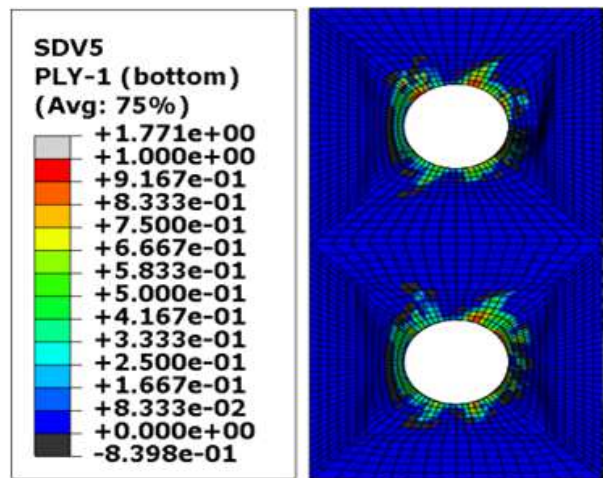 SDV5
PLY-1 (bottom)
(Avg: 75%)
+1.771e+00
+1.000e+00
+9.167e-01
+8.333e-01
+7.500e-01
+6.667e-01
+5.833e-01
+5.000e-01
+4.167e-01
+3.333e-01
+2.500e-01
+1.667e-01
+8.333e-02
+0.000e+00
-8.398e-01